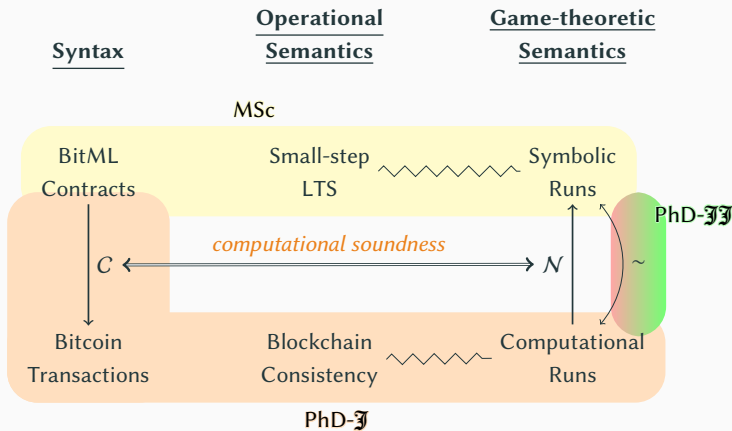 Syntax
Operational
Semantics
Game-theoretic
Semantics
MSc
BitML
Contracts
Small-step
LTS
Symbolic
Runs
PhD-𝕴𝕴
computational soundness
𝒞
𝒩
~
Bitcoin
Transactions
Blockchain
Consistency
Computational
Runs
PhD-𝕴